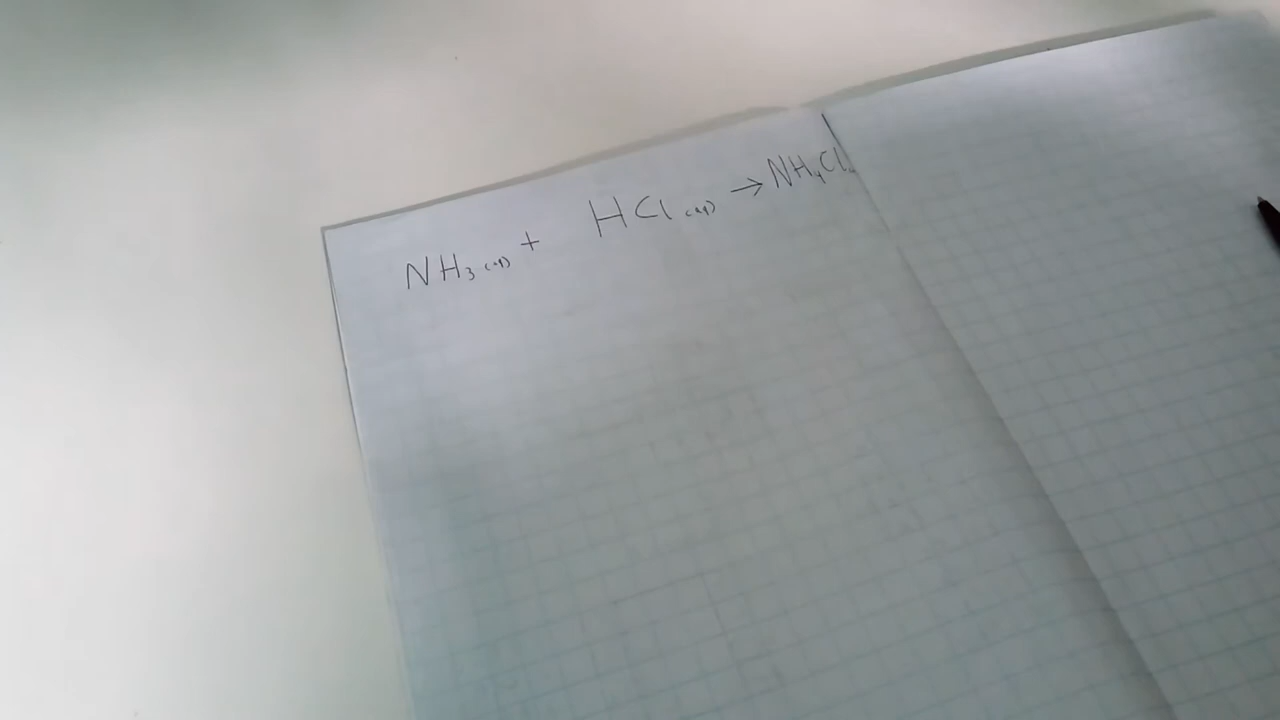 NH₃(aq) + HCl(aq) → NH₄Cl